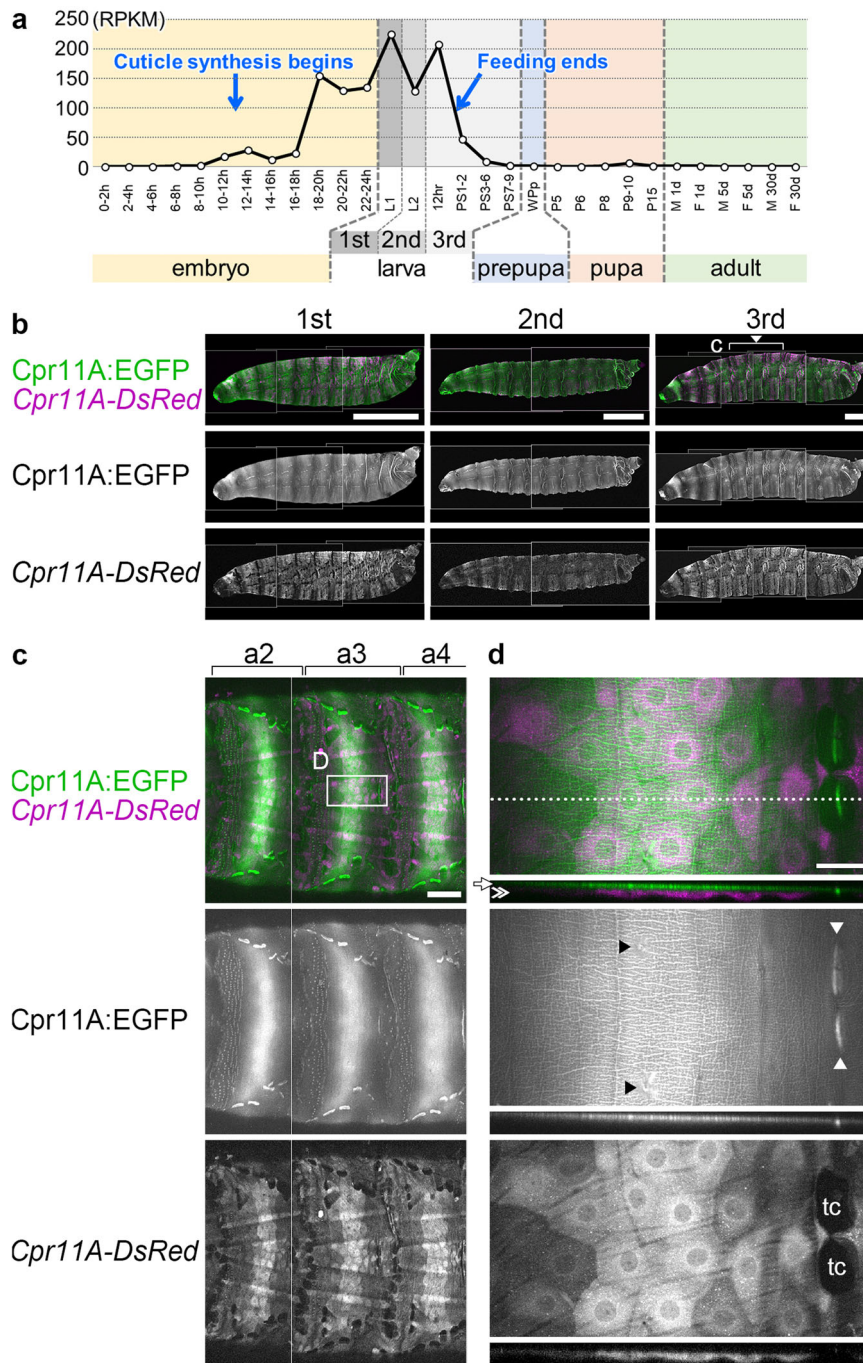 a
(RPKM)
250
200
150
100
50
0
Cuticle synthesis begins
Feeding ends
0-2h
2-4h
4-6h
6-8h
8-10h
10-12h
12-14h
14-16h
16-18h
18-20h
20-22h
22-24h
L1
L2
12hr
PS1-2
PS3-6
PS7-9
WPp
P5
P6
P8
P9-10
P15
M 1d
F 1d
M 5d
F 5d
M 30d
F 30d
1st 2nd 3rd
embryo larva prepupa pupa adult
b
1st 2nd 3rd
C
Cpr11A:EGFP
Cpr11A-DsRed
Cpr11A:EGFP
Cpr11A-DsRed
c
a2 a3 a4
d
D
Cpr11A:EGFP
Cpr11A-DsRed
Cpr11A:EGFP
Cpr11A-DsRed
tc
tc